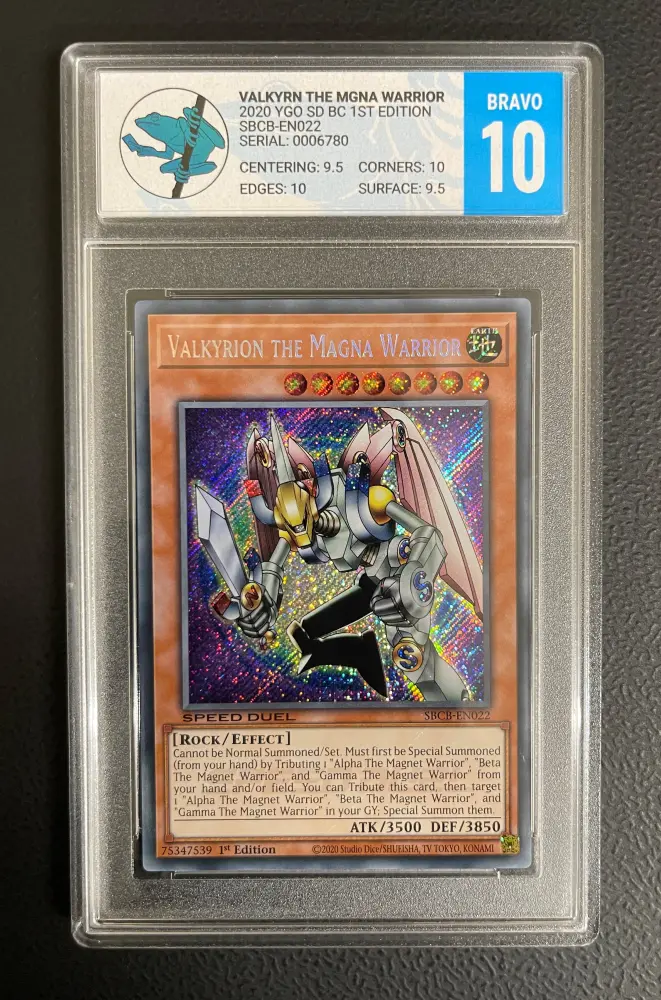 VALKYRN THE MGNA WARRIOR
2020 YGO SD BC 1ST EDITION
SBCB-EN022
SERIAL: 0006780
CENTERING: 9.5 CORNERS: 10
EDGES: 10 SURFACE: 9.5
BRAVO
10
VALKYRION THE MAGNA WARRIOR
EARTH
地
SPEED DUEL
SBCB-EN022
[ROCK/EFFECT]
Cannot be Normal Summoned/Set. Must first be Special Summoned
(from your hand) by Tributing 1 "Alpha The Magnet Warrior", "Beta
The Magnet Warrior", and "Gamma The Magnet Warrior" from
your hand and/or field. You can Tribute this card, then target
1 "Alpha The Magnet Warrior", "Beta The Magnet Warrior", and
"Gamma The Magnet Warrior" in your GY; Special Summon them.
ATK/3500 DEF/3850
75347539 1st Edition ©2020 Studio Dice/SHUEISHA, TV TOKYO, KONAMI